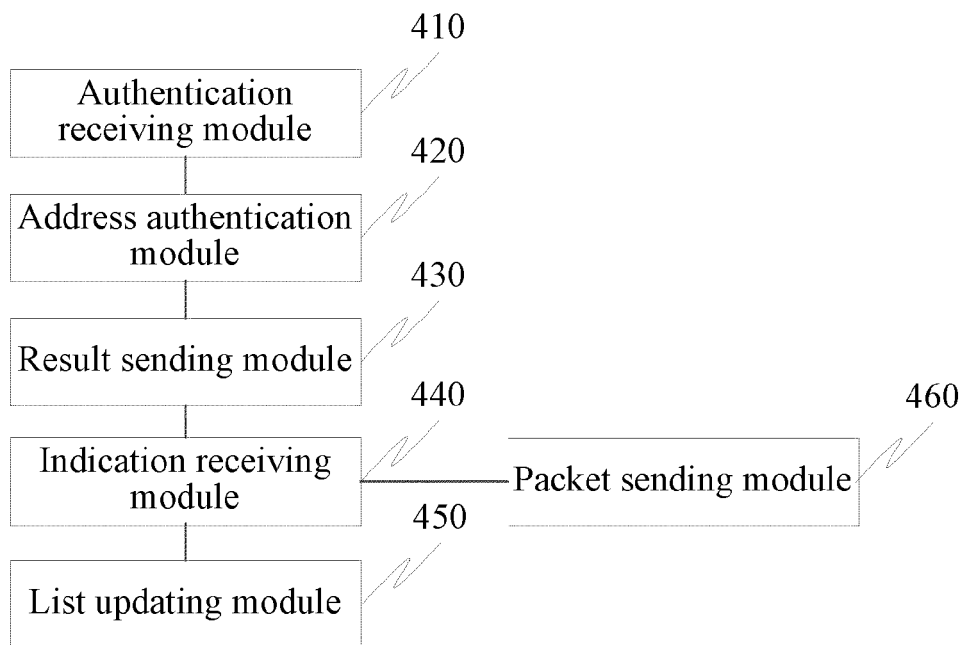 410
Authentication
receiving module
420
Address authentication
module
430
Result sending module
440
Indication receiving
module
460
Packet sending module
450
List updating module